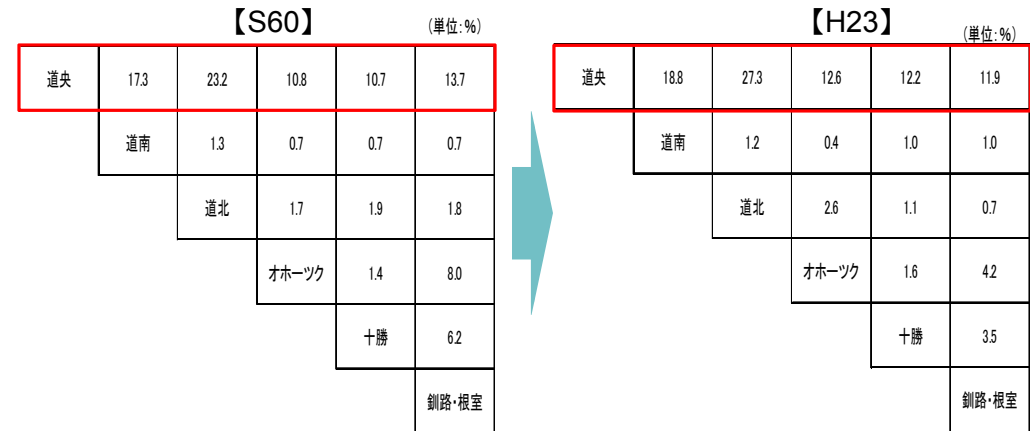 【S60】
(単位:%)
道央 17.3 23.2 10.8 10.7 13.7
道南 1.3 0.7 0.7 0.7
道北 1.7 1.9 1.8
オホーツク 1.4 8.0
十勝 6.2
釧路・根室
【H23】
(単位:%)
道央 18.8 27.3 12.6 12.2 11.9
道南 1.2 0.4 1.0 1.0
道北 2.6 1.1 0.7
オホーツク 1.6 4.2
十勝 3.5
釧路・根室